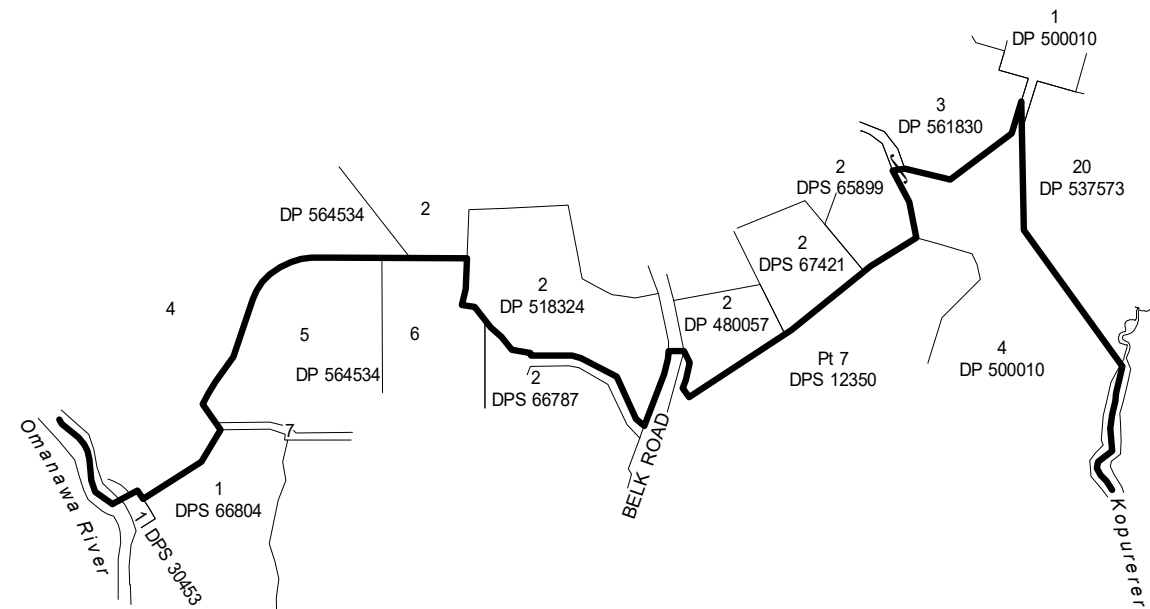 1
DP 500010
3
DP 561830
20
DP 537573
2
DPS 65899
DP 564534
2
2
DPS 67421
2
DP 518324
4
2
DP 480057
5
6
Pt 7
DPS 12350
4
DP 500010
DP 564534
2
DPS 66787
7
BELK ROAD
1
DPS 66804
Omanawa River
1
DPS 30453
Kopurerer